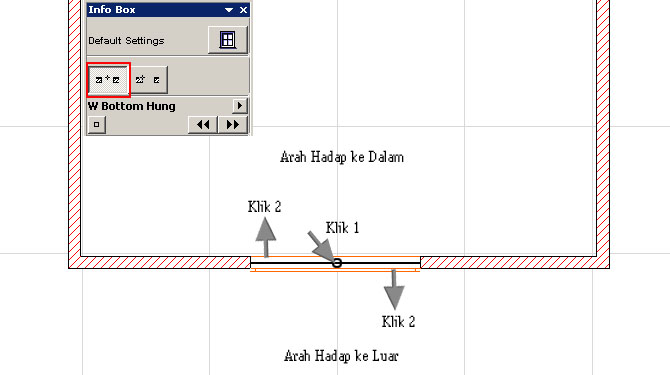 Info Box
Default Settings
W Bottom Hung
Arah Hadap ke Dalam
Klik 2
Klik 1
Klik 2
Arah Hadap ke Luar